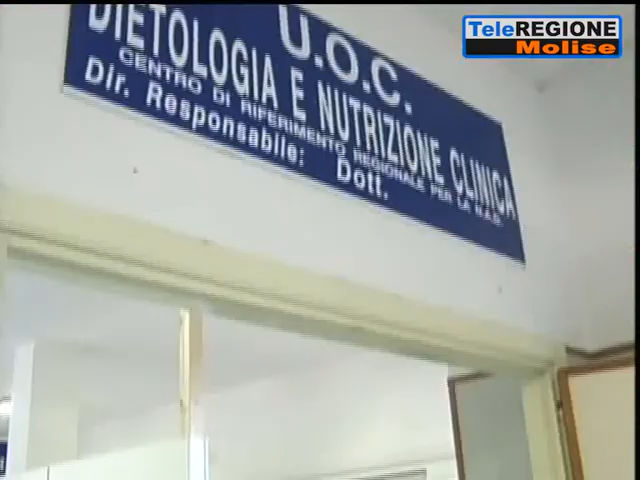 TeleREGIONE
Molise
U.O.C.
DIETOLOGIA E NUTRIZIONE CLINICA
CENTRO DI RIFERIMENTO REGIONALE PER LA N.A.D.
Dir. Responsabile: Dott.